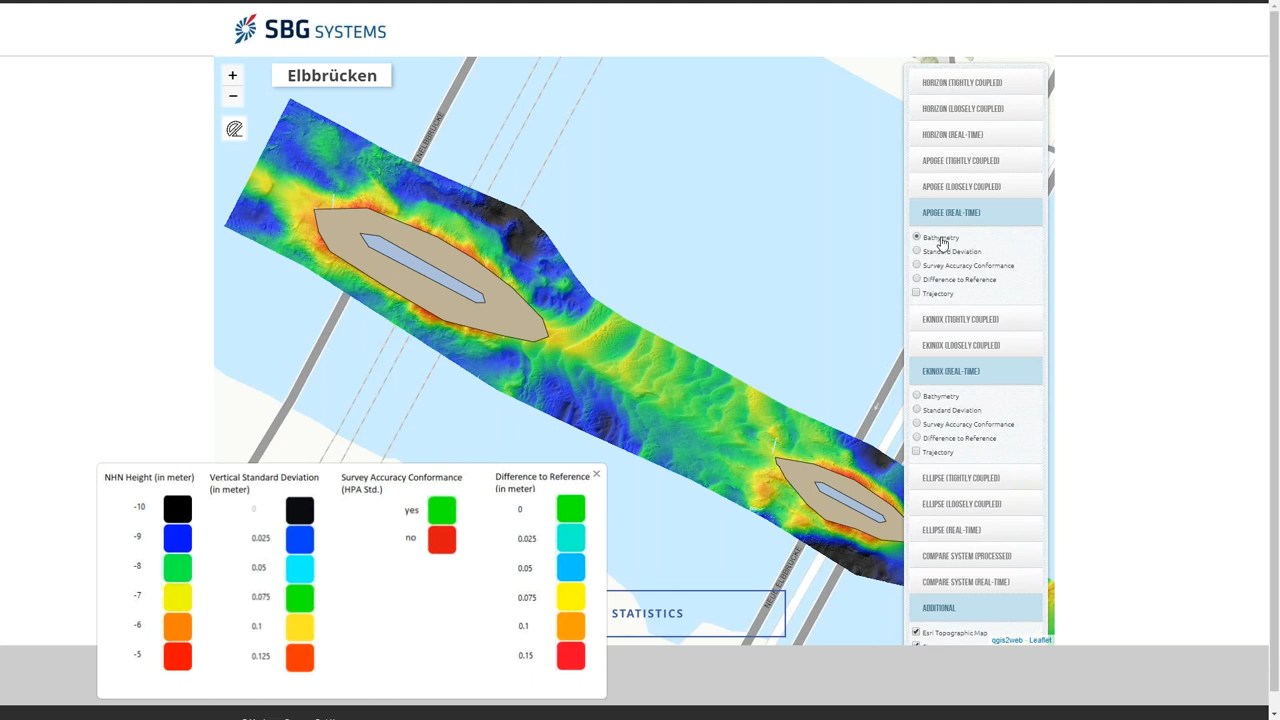 SBG SYSTEMS
+
Elbbrücken
−
HORIZON (TIGHTLY COUPLED)
HORIZON (LOOSELY COUPLED)
HORIZON (REAL-TIME)
APOGEE (TIGHTLY COUPLED)
APOGEE (LOOSELY COUPLED)
APOGEE (REAL-TIME)
Bathymetry
Standard Deviation
Survey Accuracy Conformance
Difference to Reference
Trajectory
EKINOX (TIGHTLY COUPLED)
EKINOX (LOOSELY COUPLED)
EKINOX (REAL-TIME)
Bathymetry
Standard Deviation
Survey Accuracy Conformance
Difference to Reference
Trajectory
ELLIPSE (TIGHTLY COUPLED)
ELLIPSE (LOOSELY COUPLED)
ELLIPSE (REAL-TIME)
COMPARE SYSTEM (PROCESSED)
COMPARE SYSTEM (REAL-TIME)
ADDITIONAL
Esri Topographic Map
qgis2web · Leaflet
NEUE ELBBRÜCKE
STATISTICS
NHN Height (in meter)
-10
-9
-8
-7
-6
-5
Vertical Standard Deviation
(in meter)
0
0.025
0.05
0.075
0.1
0.125
Survey Accuracy Conformance
(HPA Std.)
yes
no
Difference to Reference
(in meter)
0
0.025
0.05
0.075
0.1
0.15